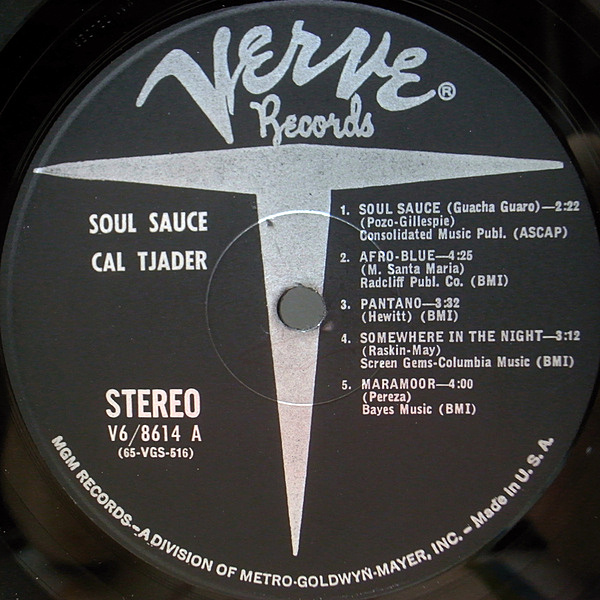 VERVE®
Records
SOUL SAUCE
CAL TJADER
1. SOUL SAUCE (Guacha Guaro)—2:22
(Pozo-Gillespie)
Consolidated Music Publ. (ASCAP)
2. AFRO-BLUE—4:25
(M. Santa Maria)
Radcliff Publ. Co. (BMI)
3. PANTANO—3:32
(Hewitt) (BMI)
4. SOMEWHERE IN THE NIGHT—3:12
(Raskin-May)
Screen Gems-Columbia Music (BMI)
5. MARAMOOR—4:00
(Pereza)
Bayes Music (BMI)
STEREO
V6/8614 A
(65-VGS-516)
MGM RECORDS–A DIVISION OF METRO-GOLDWYN-MAYER, INC. – Made in U. S. A.